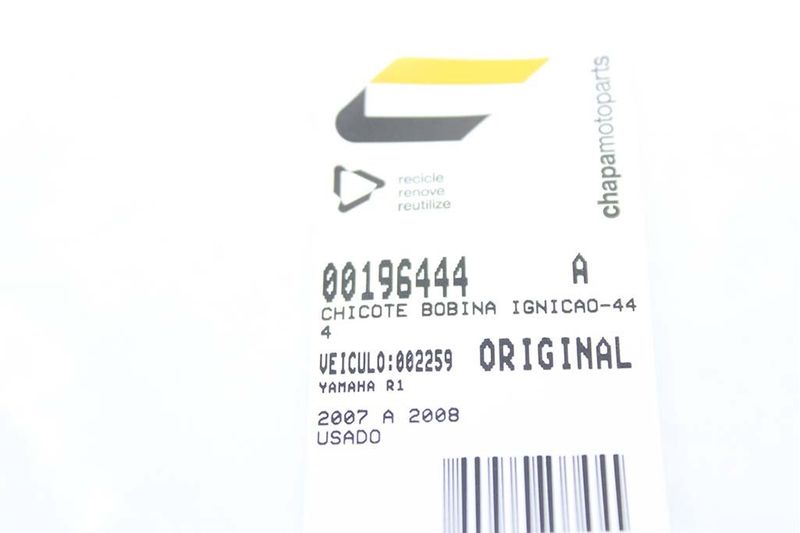 chapamotoparts
recicle
renove
reutilize
00196444 A
CHICOTE BOBINA IGNICAO-44
4
VEICULO:002259 ORIGINAL
YAMAHA R1
2007 A 2008
USADO